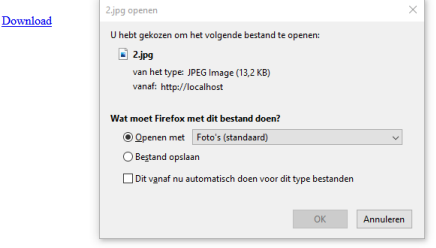 2.jpg openen
Download
U hebt gekozen om het volgende bestand te openen:
2.jpg
van het type: JPEG Image (13,2 KB)
vanaf: http://localhost
Wat moet Firefox met dit bestand doen?
Openen met Foto's (standaard)
Bestand opslaan
Dit vanaf nu automatisch doen voor dit type bestanden
OK Annuleren